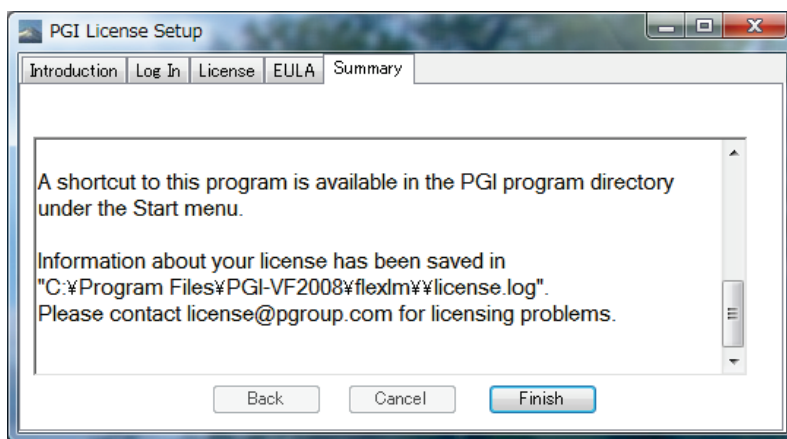 PGI License Setup
Introduction Log In License EULA Summary
A shortcut to this program is available in the PGI program directory
under the Start menu.
Information about your license has been saved in
"C:¥Program Files¥PGI-VF2008¥flexlm¥¥license.log".
Please contact license@pgroup.com for licensing problems.
Back Cancel Finish